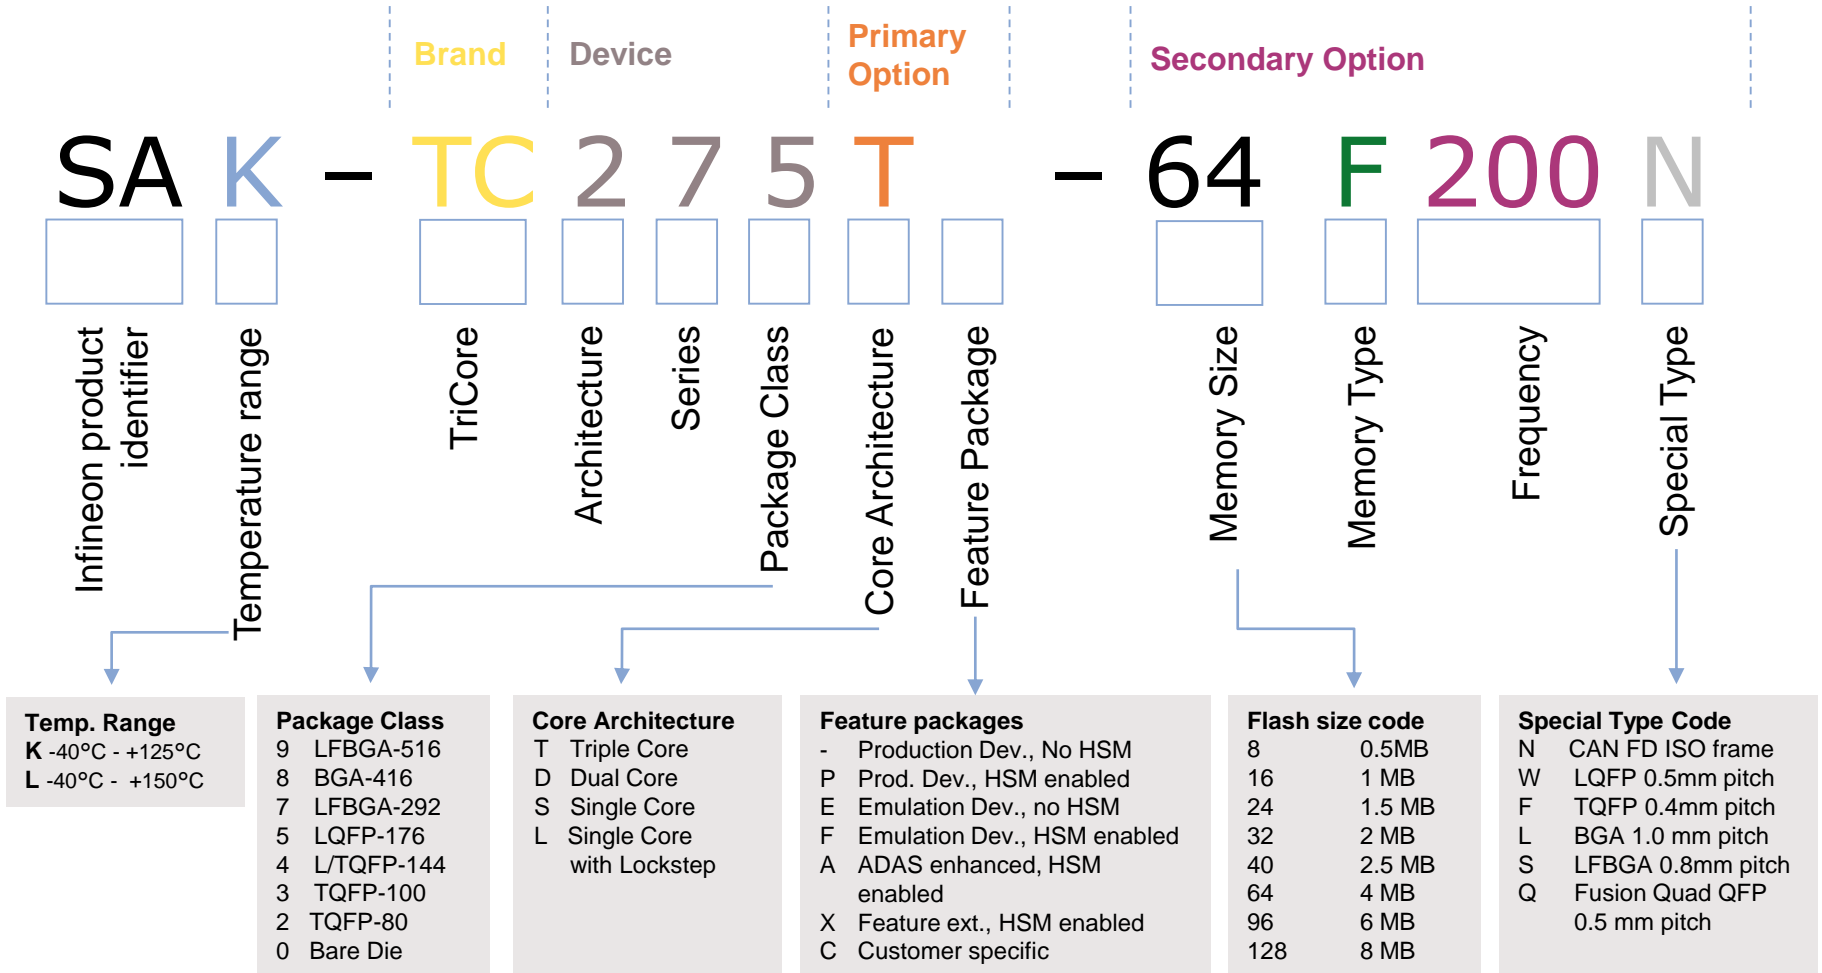 Brand
Device
Primary
Option
Secondary Option
SA K – TC 2 7 5 T – 64 F 200 N
Infineon product
identifier
Temperature range
TriCore
Architecture
Series
Package Class
Core Architecture
Feature Package
Memory Size
Memory Type
Frequency
Special Type
Temp. Range
K -40°C - +125°C
L -40°C - +150°C
Package Class
9 LFBGA-516
8 BGA-416
7 LFBGA-292
5 LQFP-176
4 L/TQFP-144
3 TQFP-100
2 TQFP-80
0 Bare Die
Core Architecture
T Triple Core
D Dual Core
S Single Core
L Single Core
with Lockstep
Feature packages
- Production Dev., No HSM
P Prod. Dev., HSM enabled
E Emulation Dev., no HSM
F Emulation Dev., HSM enabled
A ADAS enhanced, HSM
enabled
X Feature ext., HSM enabled
C Customer specific
Flash size code
8 0.5MB
16 1 MB
24 1.5 MB
32 2 MB
40 2.5 MB
64 4 MB
96 6 MB
128 8 MB
Special Type Code
N CAN FD ISO frame
W LQFP 0.5mm pitch
F TQFP 0.4mm pitch
L BGA 1.0 mm pitch
S LFBGA 0.8mm pitch
Q Fusion Quad QFP
0.5 mm pitch